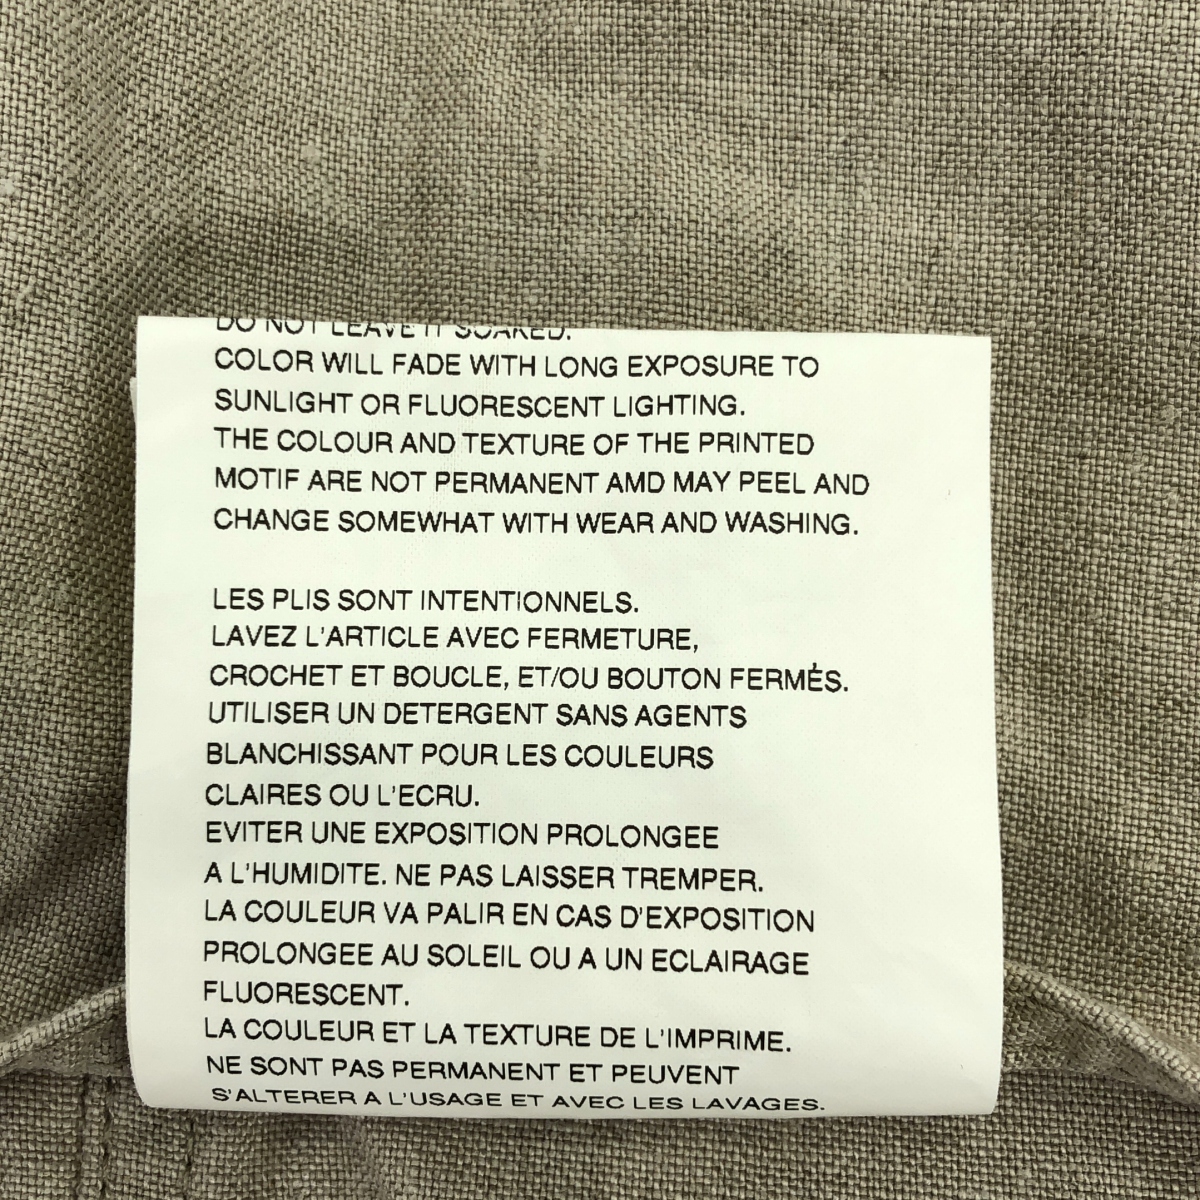 DO NOT LEAVE IT SOAKED.
COLOR WILL FADE WITH LONG EXPOSURE TO
SUNLIGHT OR FLUORESCENT LIGHTING.
THE COLOUR AND TEXTURE OF THE PRINTED
MOTIF ARE NOT PERMANENT AMD MAY PEEL AND
CHANGE SOMEWHAT WITH WEAR AND WASHING.
LES PLIS SONT INTENTIONNELS.
LAVEZ L'ARTICLE AVEC FERMETURE,
CROCHET ET BOUCLE, ET/OU BOUTON FERMÉS.
UTILISER UN DETERGENT SANS AGENTS
BLANCHISSANT POUR LES COULEURS
CLAIRES OU L'ECRU.
EVITER UNE EXPOSITION PROLONGEE
A L'HUMIDITE. NE PAS LAISSER TREMPER.
LA COULEUR VA PALIR EN CAS D'EXPOSITION
PROLONGEE AU SOLEIL OU A UN ECLAIRAGE
FLUORESCENT.
LA COULEUR ET LA TEXTURE DE L'IMPRIME.
NE SONT PAS PERMANENT ET PEUVENT
S'ALTERER A L'USAGE ET AVEC LES LAVAGES.